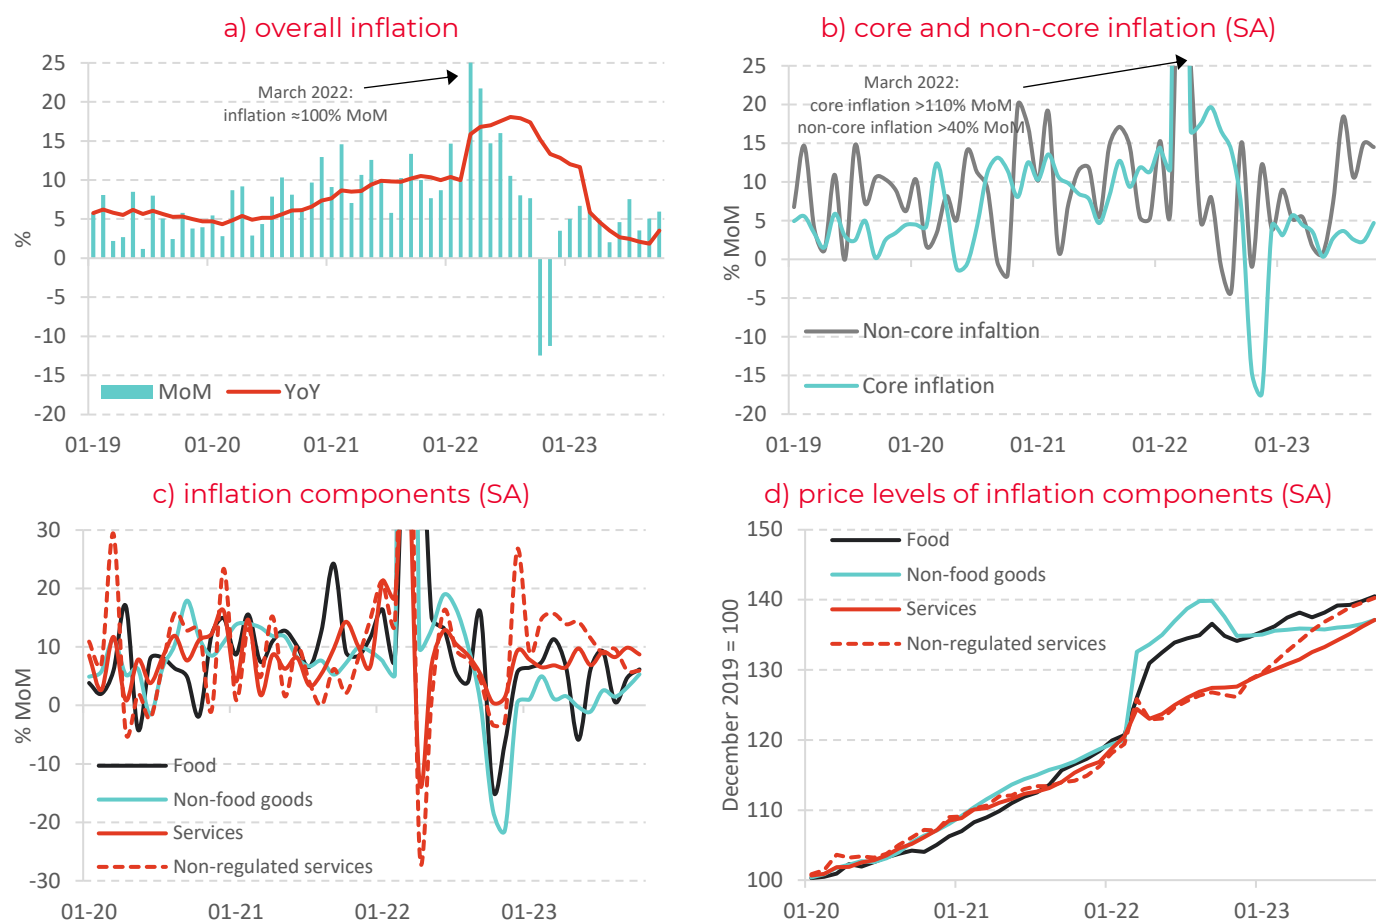 a) overall inflation
25
20
15
10
5
0
-5
-10
-15
-20
%
March 2022:
inflation ≈100% MoM
MoM
YoY
01-19
01-20
01-21
01-22
01-23
b) core and non-core inflation (SA)
25
20
15
10
5
0
-5
-10
-15
-20
% MoM
March 2022:
core inflation >110% MoM
non-core inflation >40% MoM
Non-core infaltion
Core inflation
01-19
01-20
01-21
01-22
01-23
c) inflation components (SA)
30
20
10
0
-10
-20
-30
% MoM
Food
Non-food goods
Services
Non-regulated services
01-20
01-21
01-22
01-23
d) price levels of inflation components (SA)
150
140
130
120
110
100
December 2019 = 100
Food
Non-food goods
Services
Non-regulated services
01-20
01-21
01-22
01-23